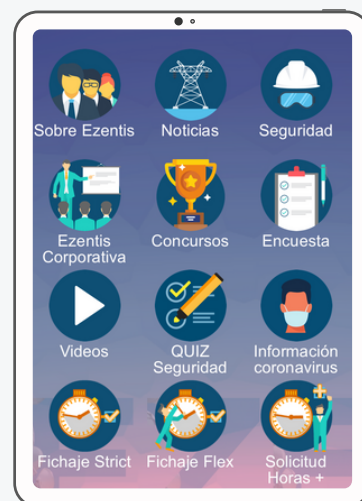 Sobre Ezentis
Noticias
Seguridad
Ezentis
Corporativa
Concursos
Encuesta
Videos
QUIZ
Seguridad
Información
coronavirus
Fichaje Strict
Fichaje Flex
Solicitud
Horas +